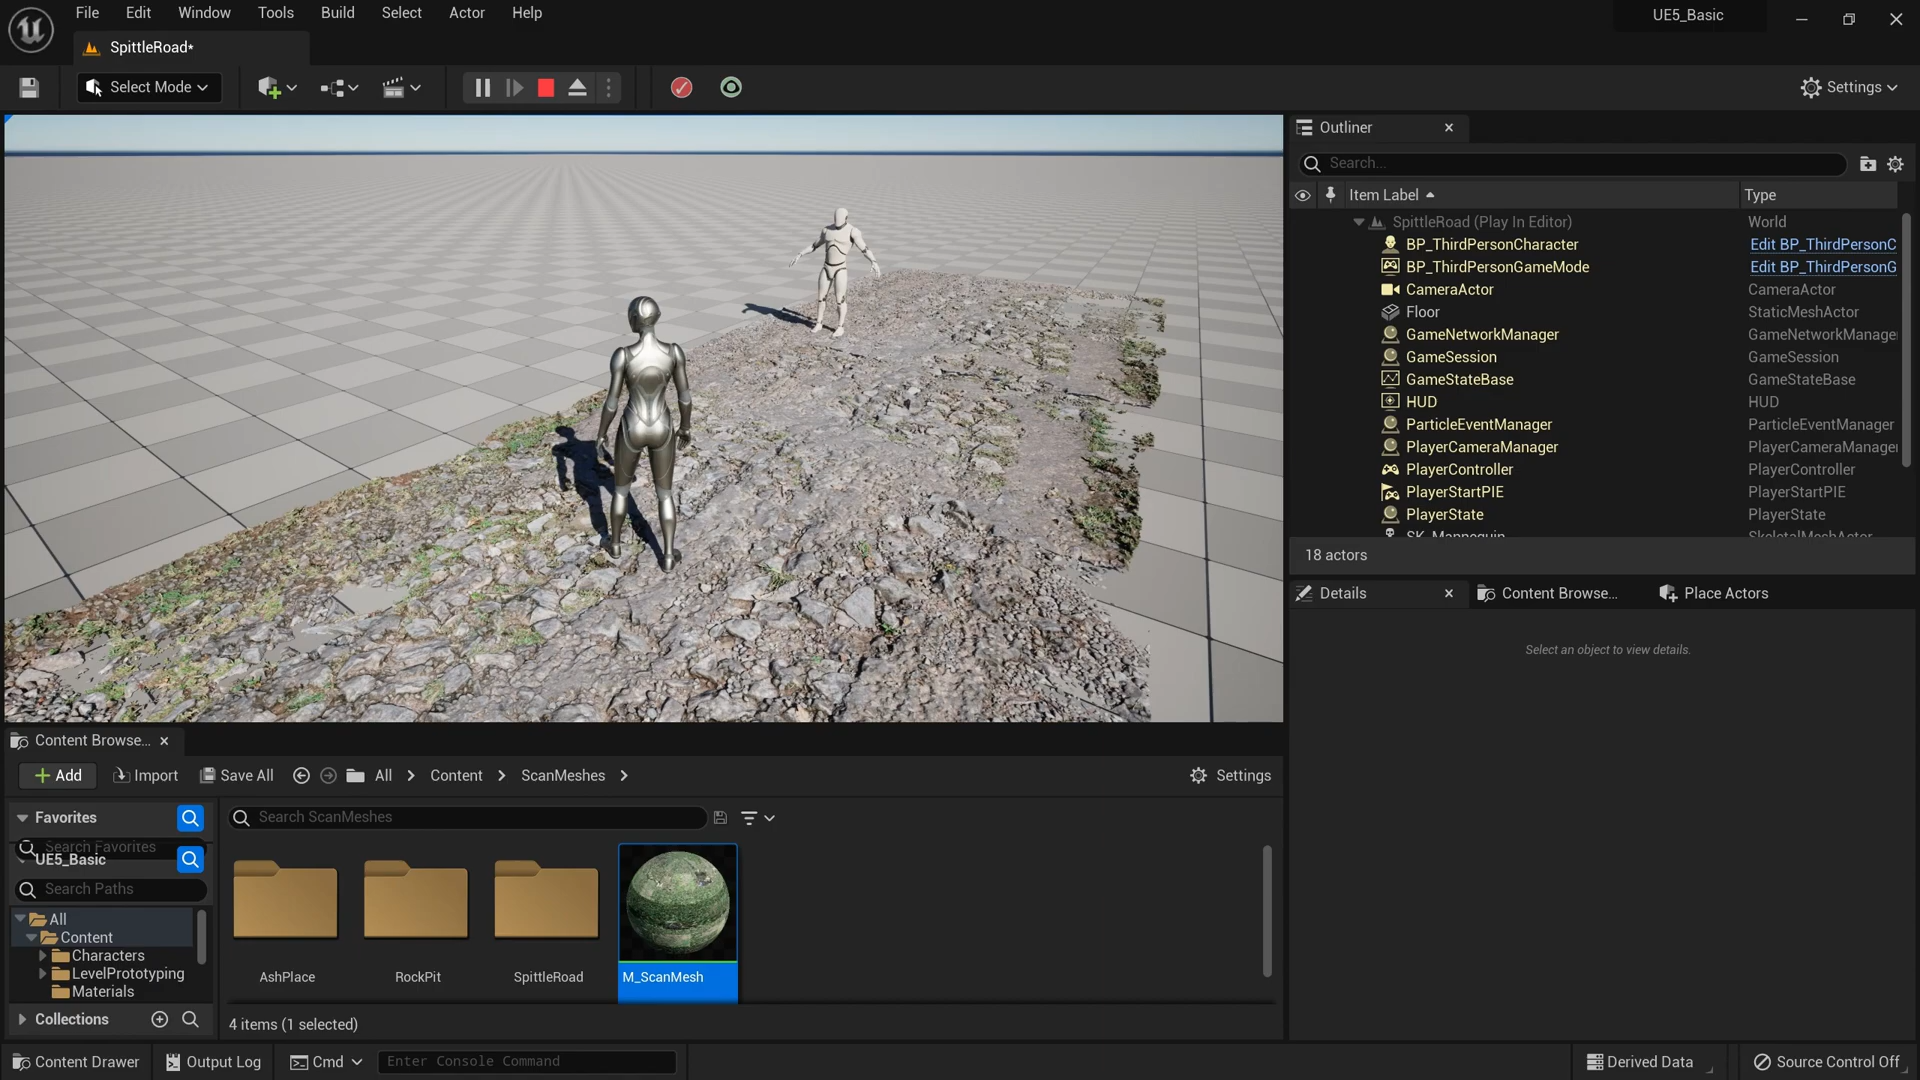 File Edit Window Tools Build Select Actor Help
UE5_Basic
SpittleRoad*
Select Mode
Settings
Outliner
Search...
Item Label Type
SpittleRoad (Play In Editor) World
BP_ThirdPersonCharacter Edit BP_ThirdPersonC
BP_ThirdPersonGameMode Edit BP_ThirdPersonG
CameraActor CameraActor
Floor StaticMeshActor
GameNetworkManager GameNetworkManage
GameSession GameSession
GameStateBase GameStateBase
HUD HUD
ParticleEventManager ParticleEventManager
PlayerCameraManager PlayerCameraManage
PlayerController PlayerController
PlayerStartPIE PlayerStartPIE
PlayerState PlayerState
SK_Mannequin SkeletalMeshActor
18 actors
Details Content Browse... Place Actors
Select an object to view details.
Content Browse...
Add Import Save All All Content ScanMeshes Settings
Favorites
Search Favorites
UE5_Basic
Search Paths
All
Content
Characters
LevelPrototyping
Materials
Collections
Search ScanMeshes
AshPlace RockPit SpittleRoad M_ScanMesh
4 items (1 selected)
Content Drawer Output Log Cmd Enter Console Command Derived Data Source Control Off